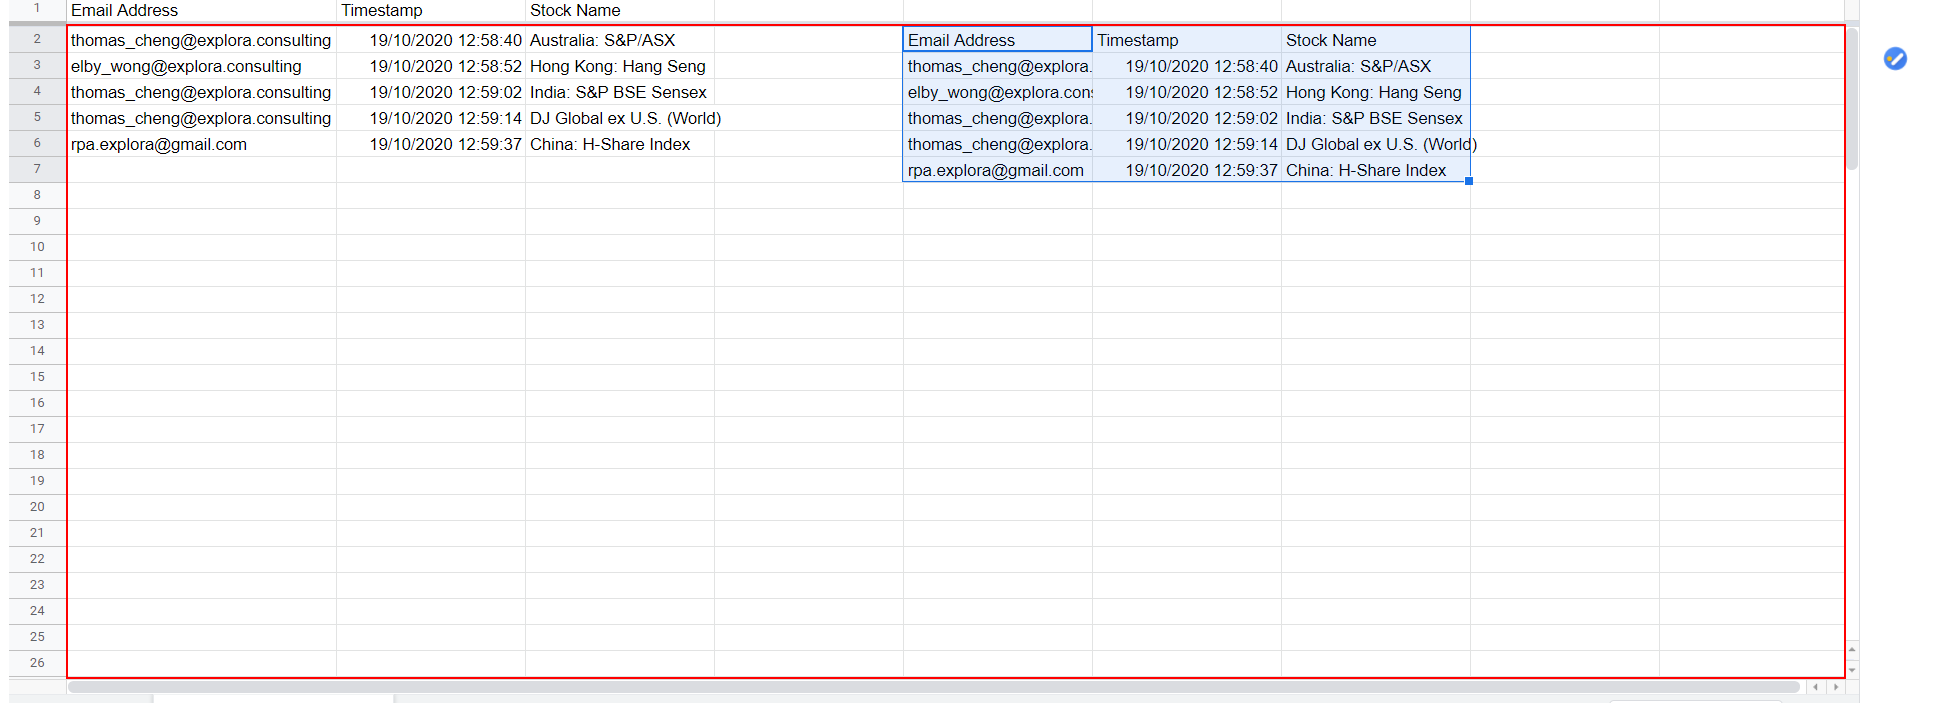 1 Email Address Timestamp Stock Name
2 thomas_cheng@explora.consulting 19/10/2020 12:58:40 Australia: S&P/ASX Email Address Timestamp Stock Name
3 elby_wong@explora.consulting 19/10/2020 12:58:52 Hong Kong: Hang Seng thomas_cheng@explora. 19/10/2020 12:58:40 Australia: S&P/ASX
4 thomas_cheng@explora.consulting 19/10/2020 12:59:02 India: S&P BSE Sensex elby_wong@explora.con 19/10/2020 12:58:52 Hong Kong: Hang Seng
5 thomas_cheng@explora.consulting 19/10/2020 12:59:14 DJ Global ex U.S. (World) thomas_cheng@explora. 19/10/2020 12:59:02 India: S&P BSE Sensex
6 rpa.explora@gmail.com 19/10/2020 12:59:37 China: H-Share Index thomas_cheng@explora. 19/10/2020 12:59:14 DJ Global ex U.S. (World)
7 rpa.explora@gmail.com 19/10/2020 12:59:37 China: H-Share Index
8
9
10
11
12
13
14
15
16
17
18
19
20
21
22
23
24
25
26